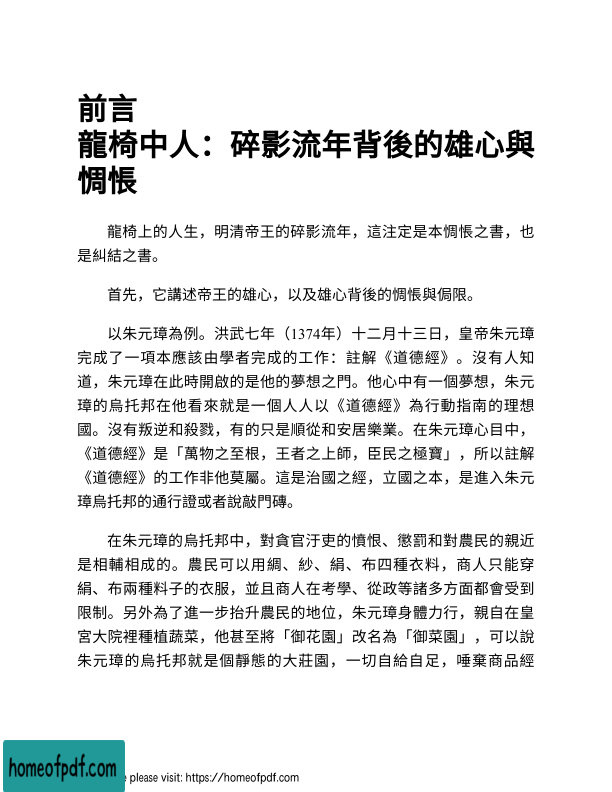 前言
龍椅中人：碎影流年背後的雄心與
惆悵
龍椅上的人生，明清帝王的碎影流年，這注定是本惆悵之書，也
是糾結之書。
首先，它講述帝王的雄心，以及雄心背後的惆悵與侷限。
以朱元璋為例。洪武七年（1374年）十二月十三日，皇帝朱元璋
完成了一項本應該由學者完成的工作：註解《道德經》。沒有人知
道，朱元璋在此時開啟的是他的夢想之門。他心中有一個夢想，朱元
璋的烏托邦在他看來就是一個人人以《道德經》為行動指南的理想
國。沒有叛逆和殺戮，有的只是順從和安居樂業。在朱元璋心目中，
《道德經》是「萬物之至根，王者之上師，臣民之極寶」，所以註解
《道德經》的工作非他莫屬。這是治國之經，立國之本，是進入朱元
璋烏托邦的通行證或者說敲門磚。
在朱元璋的烏托邦中，對貪官汙吏的憤恨、懲罰和對農民的親近
是相輔相成的。農民可以用綢、紗、絹、布四種衣料，商人只能穿
絹、布兩種料子的衣服，並且商人在考學、從政等諸多方面都會受到
限制。另外為了進一步抬升農民的地位，朱元璋身體力行，親自在皇
宮大院裡種植蔬菜，他甚至將「御花園」改名為「御菜園」，可以說
朱元璋的烏托邦就是個靜態的大莊園，一切自給自足，唾棄商品經
homeofpdf.com
e please visit: https://homeofpdf.com